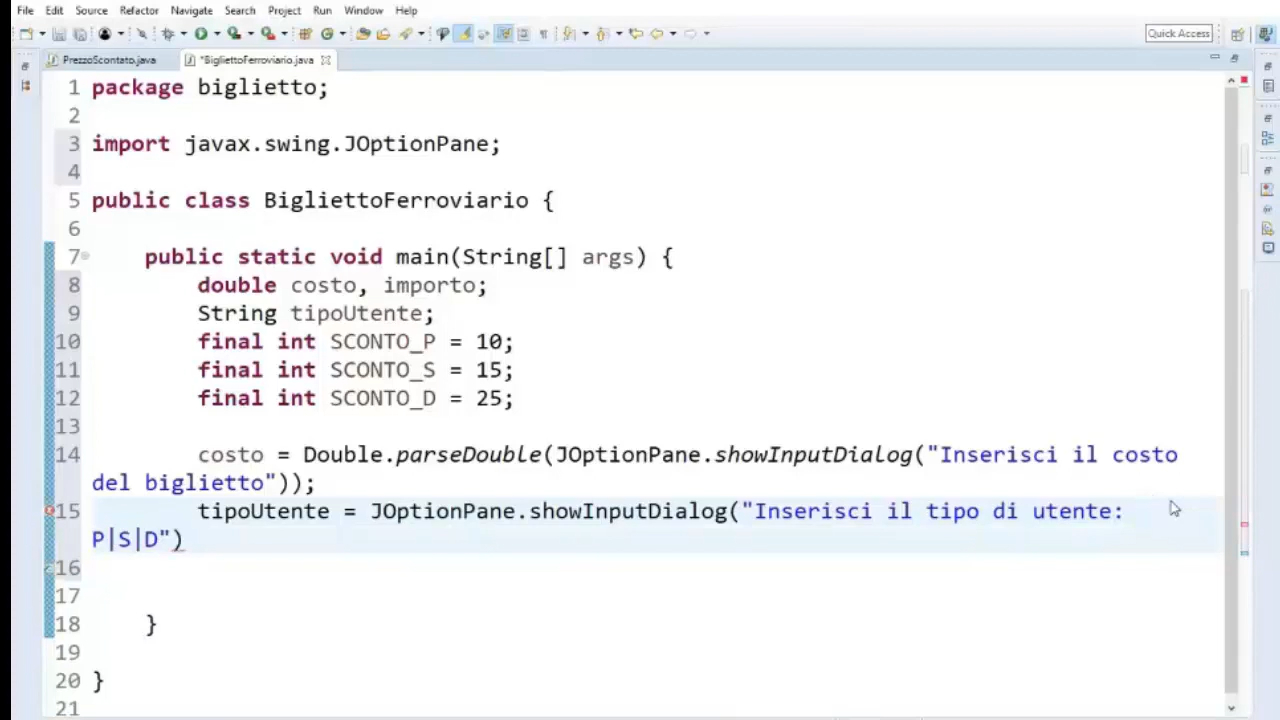 File Edit Source Refactor Navigate Search Project Run Window Help
Quick Access
PrezzoScontato.java *BigliettoFerroviario.java
1 package biglietto;
2
3 import javax.swing.JOptionPane;
4
5 public class BigliettoFerroviario {
6
7 public static void main(String[] args) {
8 double costo, importo;
9 String tipoUtente;
10 final int SCONTO_P = 10;
11 final int SCONTO_S = 15;
12 final int SCONTO_D = 25;
13
14 costo = Double.parseDouble(JOptionPane.showInputDialog("Inserisci il costo
del biglietto"));
15 tipoUtente = JOptionPane.showInputDialog("Inserisci il tipo di utente:
P|S|D")
16
17
18 }
19
20 }
21